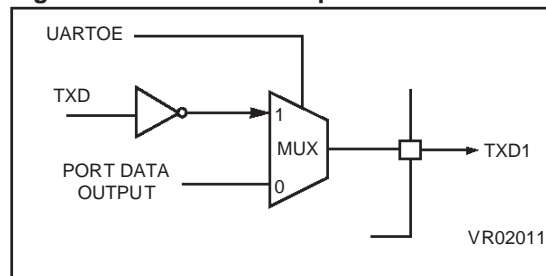 UARTOE
TXD
1
MUX
TXD1
PORT DATA
OUTPUT
0
VR02011